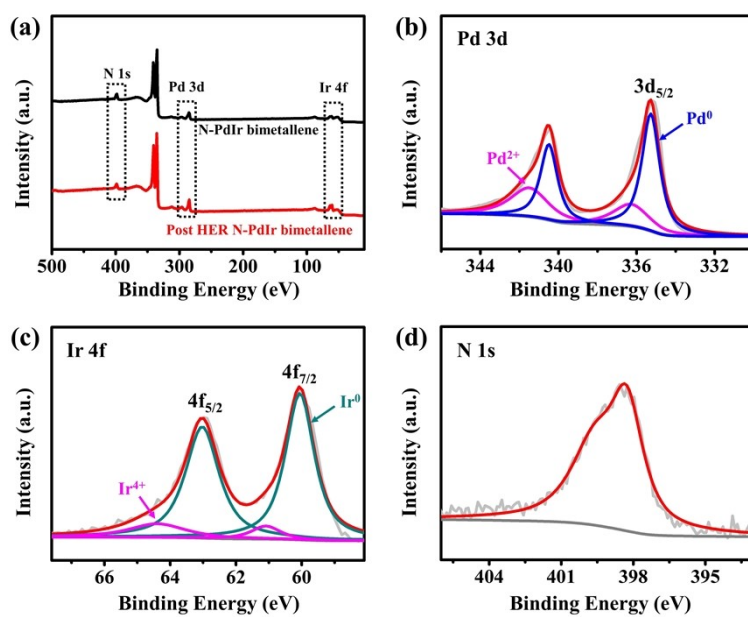 (a)
N 1s
Pd 3d
Ir 4f
N-PdIr bimetallene
Post HER N-PdIr bimetallene
Intensity (a.u.)
500 400 300 200 100
Binding Energy (eV)
(b)
Pd 3d
3d5/2
Pd0
Pd2+
Intensity (a.u.)
344 340 336 332
Binding Energy (eV)
(c)
Ir 4f
4f7/2
4f5/2
Ir0
Ir4+
Intensity (a.u.)
66 64 62 60
Binding Energy (eV)
(d)
N 1s
Intensity (a.u.)
404 401 398 395
Binding Energy (eV)